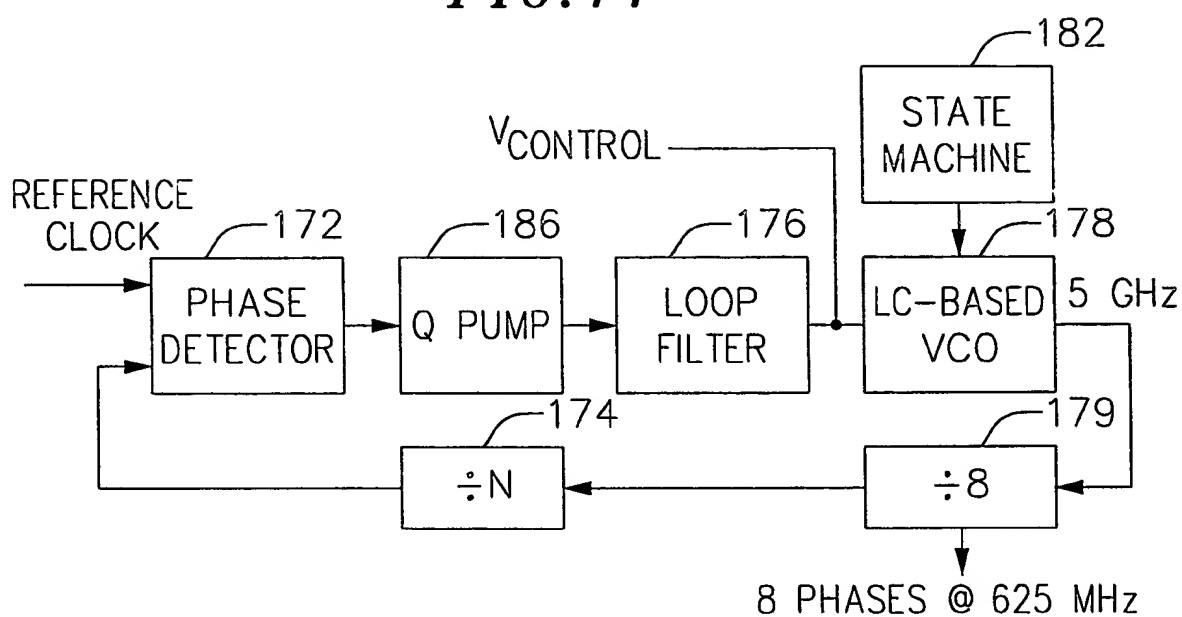 182
STATE
MACHINE
VCONTROL
REFERENCE
CLOCK
172
186
176
178
PHASE
DETECTOR
Q PUMP
LOOP
FILTER
LC-BASED
VCO
5 GHz
174
179
÷N
÷8
8 PHASES @ 625 MHz